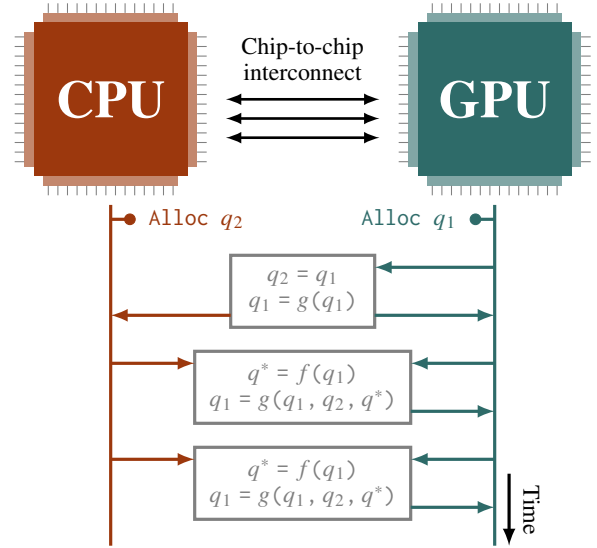 Chip-to-chip
interconnect
CPU
GPU
Alloc q₂
Alloc q₁
q₂ = q₁
q₁ = g(q₁)
q* = f(q₁)
q₁ = g(q₁, q₂, q*)
q* = f(q₁)
q₁ = g(q₁, q₂, q*)
Time